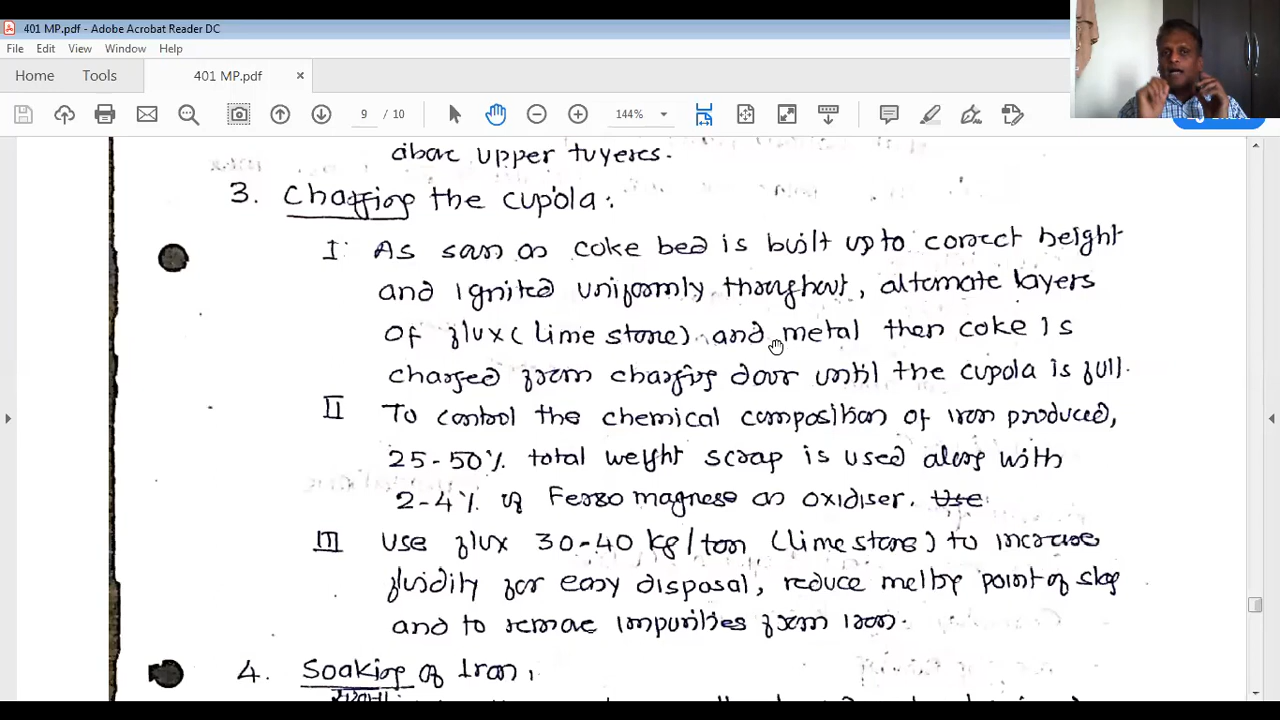 401 MP.pdf - Adobe Acrobat Reader DC
File Edit View Window Help
Home Tools 401 MP.pdf ×
9 / 10 144%
above upper tuyeres.
3. Charging the cupola:
I. As soon as coke bed is built up to correct height
and ignited uniformly throughout, alternate layers
of flux (lime stone) and metal then coke is
charged from charging door until the cupola is full.
II To control the chemical composition of iron produced,
25-50% total weight scrap is used along with
2-4% of Ferro magnese as oxidiser. Use
III Use flux 30-40 kg/ton (lime stone) to increase
fluidity for easy disposal, reduce melting point of slag
and to remove impurities from iron.
4. Soaking of Iron,